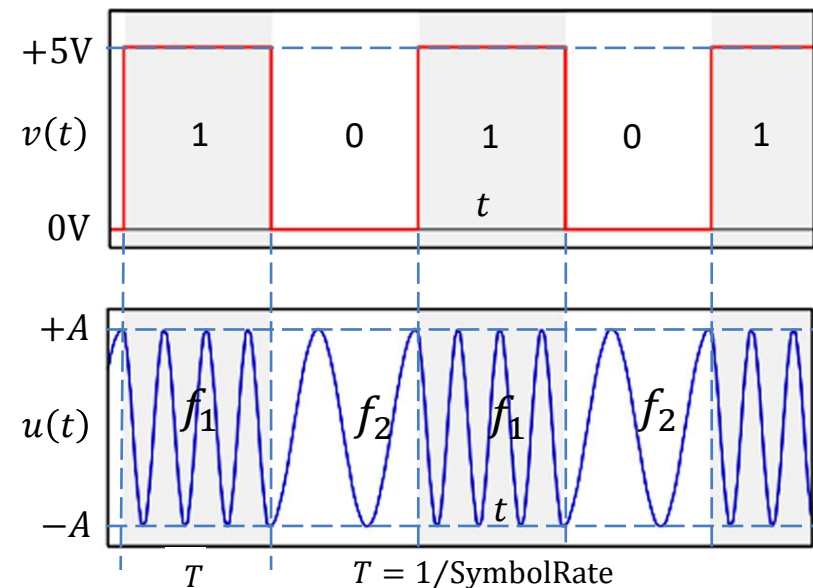 +5V
v(t) 1 0 1 0 1
t
0V
+A
f₁ f₂ f₁ f₂
u(t)
t
−A
T T = 1/SymbolRate